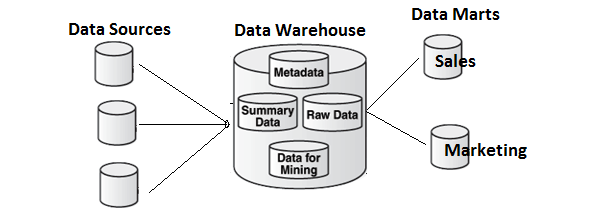 Data Sources
Data Warehouse
Data Marts
Metadata
Summary
Data
Raw Data
Data for
Mining
Sales
Marketing